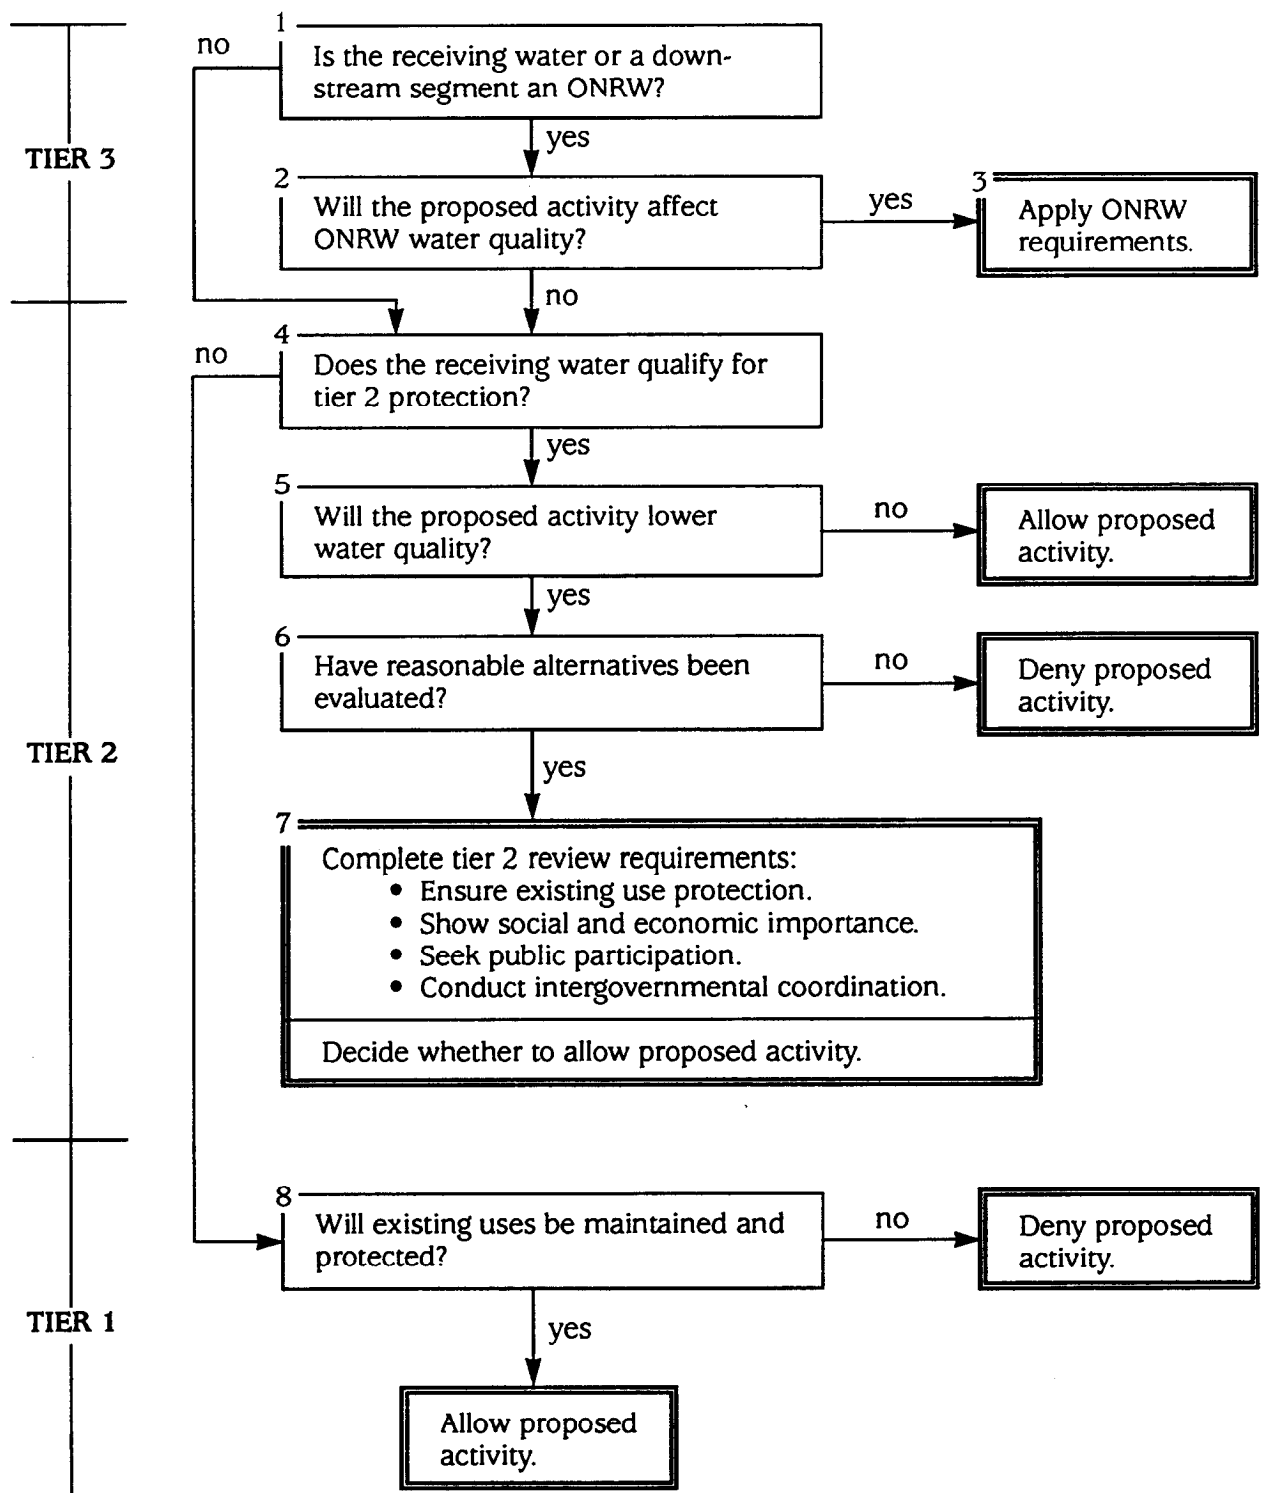 1
no
Is the receiving water or a down-
stream segment an ONRW?
yes
TIER 3
2
Will the proposed activity affect
ONRW water quality?
yes
3
Apply ONRW
requirements.
no
4
no
Does the receiving water qualify for
tier 2 protection?
yes
5
Will the proposed activity lower
water quality?
no
Allow proposed
activity.
yes
6
Have reasonable alternatives been
evaluated?
no
Deny proposed
activity.
TIER 2
yes
7
Complete tier 2 review requirements:
• Ensure existing use protection.
• Show social and economic importance.
• Seek public participation.
• Conduct intergovernmental coordination.
Decide whether to allow proposed activity.
8
Will existing uses be maintained and
protected?
no
Deny proposed
activity.
TIER 1
yes
Allow proposed
activity.